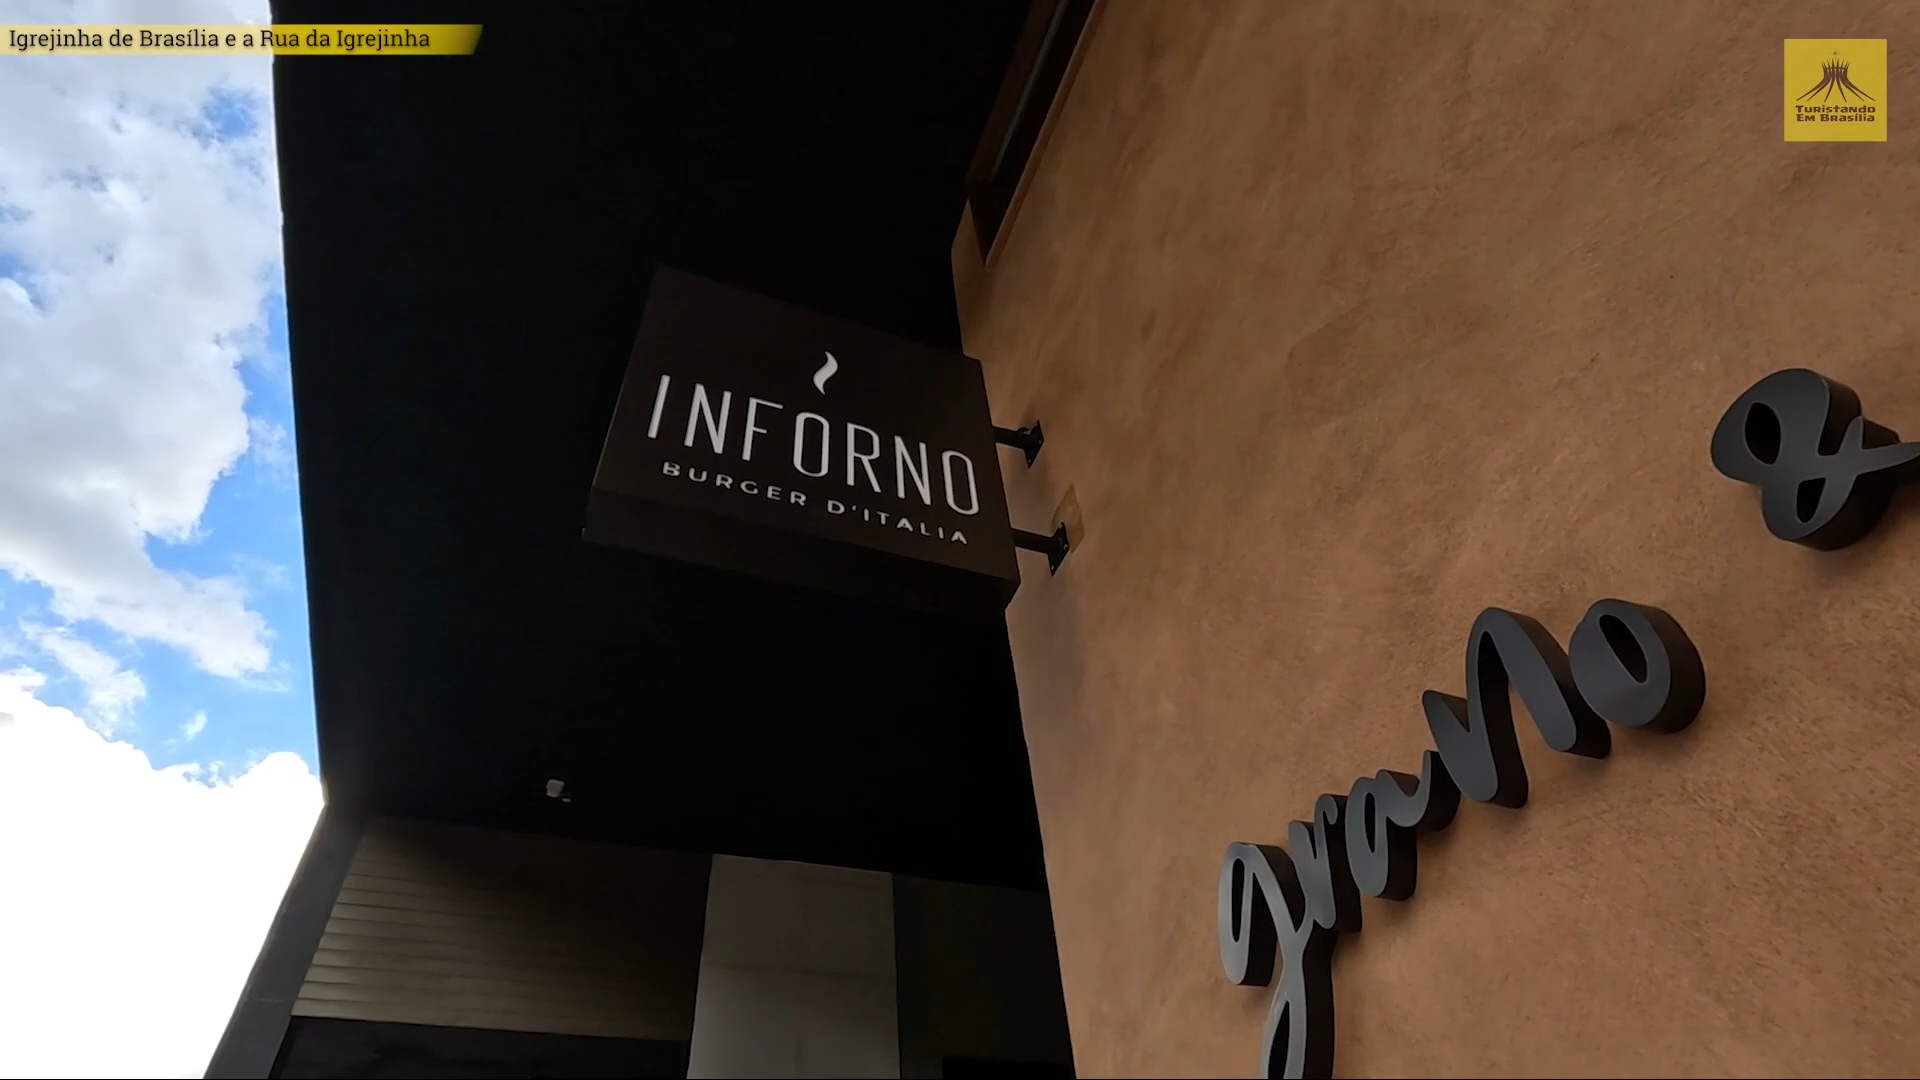 Igrejinha de Brasília e a Rua da Igrejinha
Turistando
Em Brasília
INFORNO
BURGER D'ITALIA
graNo &